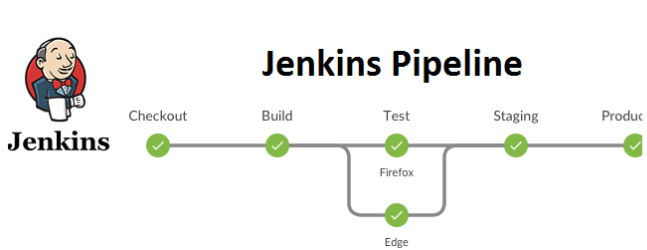 Jenkins Pipeline
Jenkins
Checkout Build Test Staging Produc
Firefox
Edge